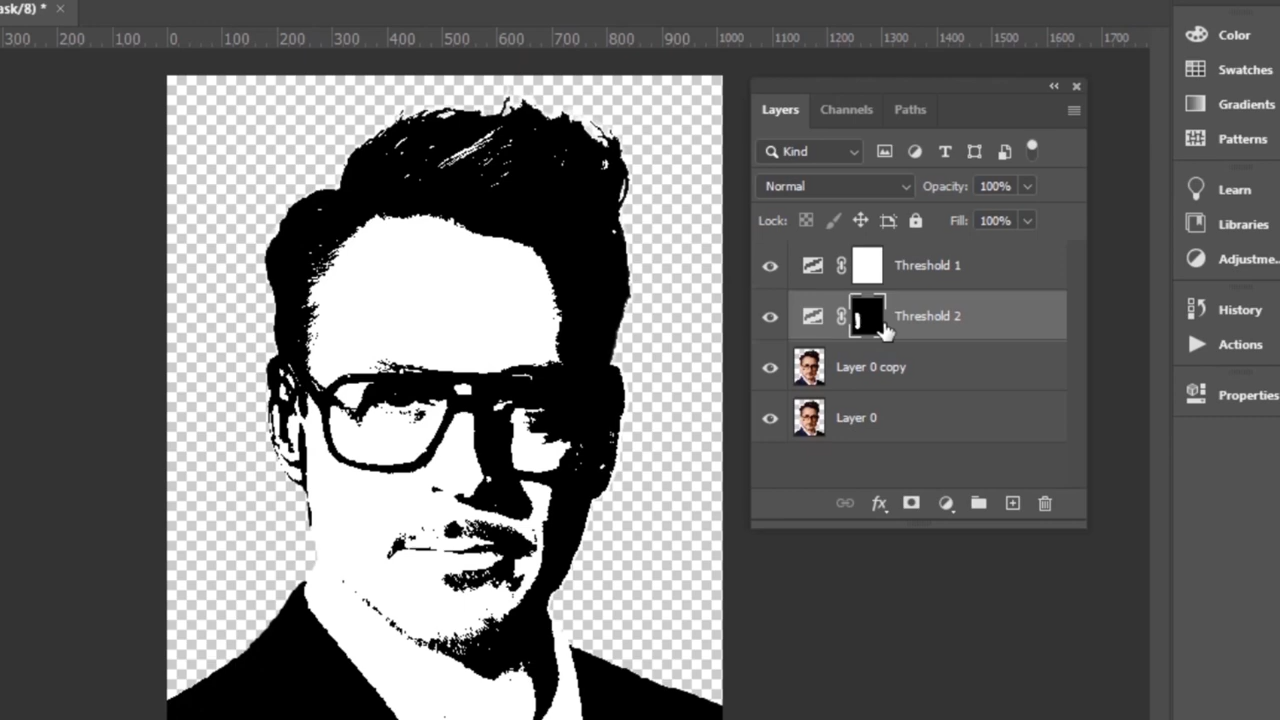 ask/8) * ×
300 200 100 0 100 200 300 400 500 600 700 800 900 1000 1100 1200 1300 1400 1500 1600 1700
Layers Channels Paths
Kind
Normal Opacity: 100%
Lock: Fill: 100%
Threshold 1
Threshold 2
Layer 0 copy
Layer 0
fx
Color
Swatches
Gradients
Patterns
Learn
Libraries
Adjustme...
History
Actions
Properties